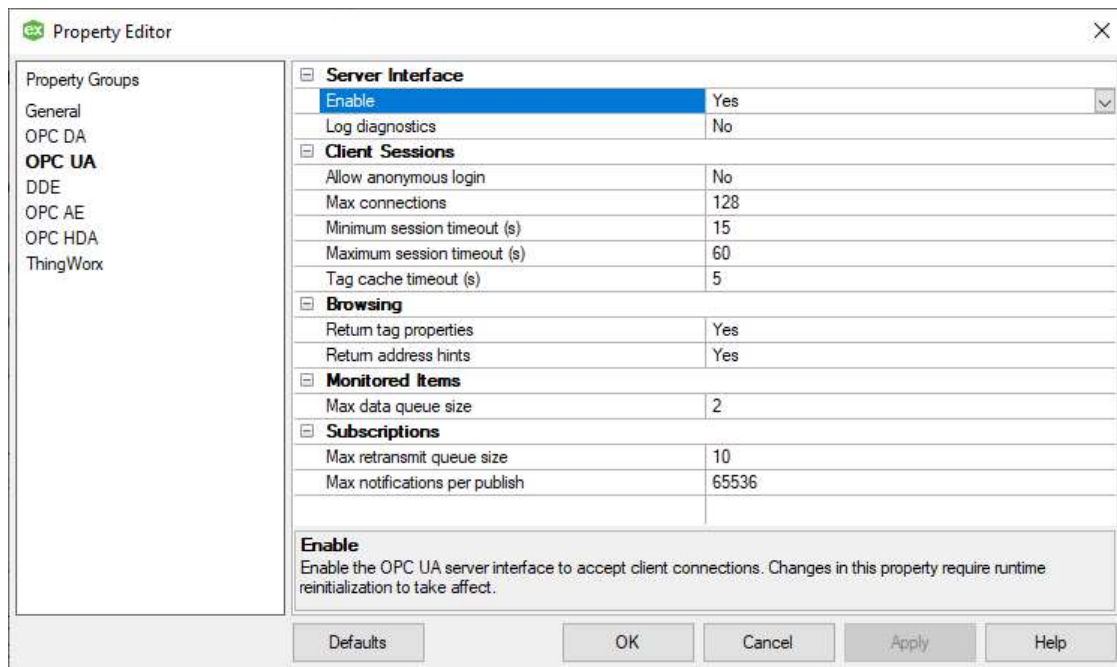 ex Property Editor
Property Groups
General
OPC DA
OPC UA
DDE
OPC AE
OPC HDA
ThingWorx
Server Interface
Enable Yes
Log diagnostics No
Client Sessions
Allow anonymous login No
Max connections 128
Minimum session timeout (s) 15
Maximum session timeout (s) 60
Tag cache timeout (s) 5
Browsing
Return tag properties Yes
Return address hints Yes
Monitored Items
Max data queue size 2
Subscriptions
Max retransmit queue size 10
Max notifications per publish 65536
Enable
Enable the OPC UA server interface to accept client connections. Changes in this property require runtime
reinitialization to take affect.
Defaults OK Cancel Apply Help